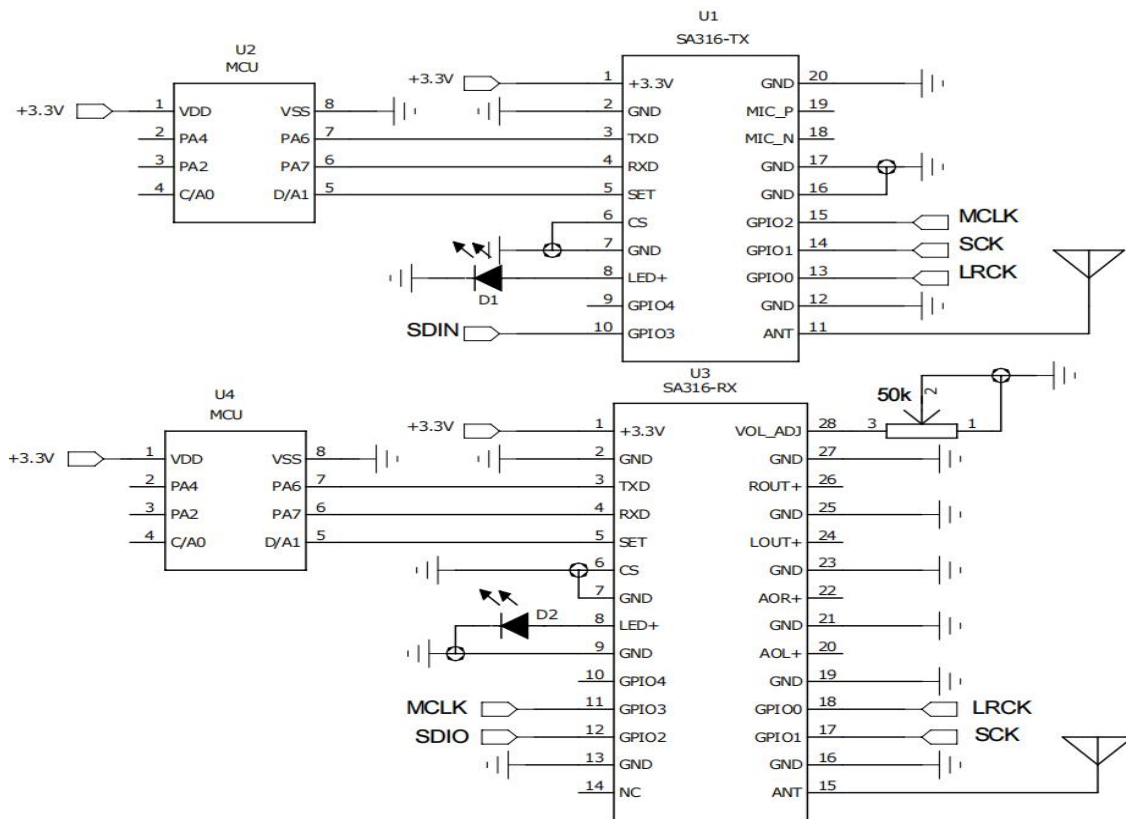 U1
SA316-TX
U2
MCU
+3.3V
1 VDD VSS 8
2 PA4 PA6 7
3 PA2 PA7 6
4 C/A0 D/A1 5
+3.3V
1 +3.3V GND 20
2 GND MIC_P 19
3 TXD MIC_N 18
4 RXD GND 17
5 SET GND 16
6 CS GPIO2 15 MCLK
7 GND GPIO1 14 SCK
8 LED+ GPIO0 13 LRCK
D1
9 GPIO4 GND 12
SDIN 10 GPIO3 ANT 11
U3
SA316-RX
U4
MCU
+3.3V
1 VDD VSS 8
2 PA4 PA6 7
3 PA2 PA7 6
4 C/A0 D/A1 5
50k 2
+3.3V
1 +3.3V VOL_ADJ 28 3 1
2 GND GND 27
3 TXD ROUT+ 26
4 RXD GND 25
5 SET LOUT+ 24
6 CS GND 23
7 GND AOR+ 22
D2
8 LED+ GND 21
9 GND AOL+ 20
10 GPIO4 GND 19
MCLK 11 GPIO3 GPIO0 18 LRCK
SDIO 12 GPIO2 GPIO1 17 SCK
13 GND GND 16
14 NC ANT 15